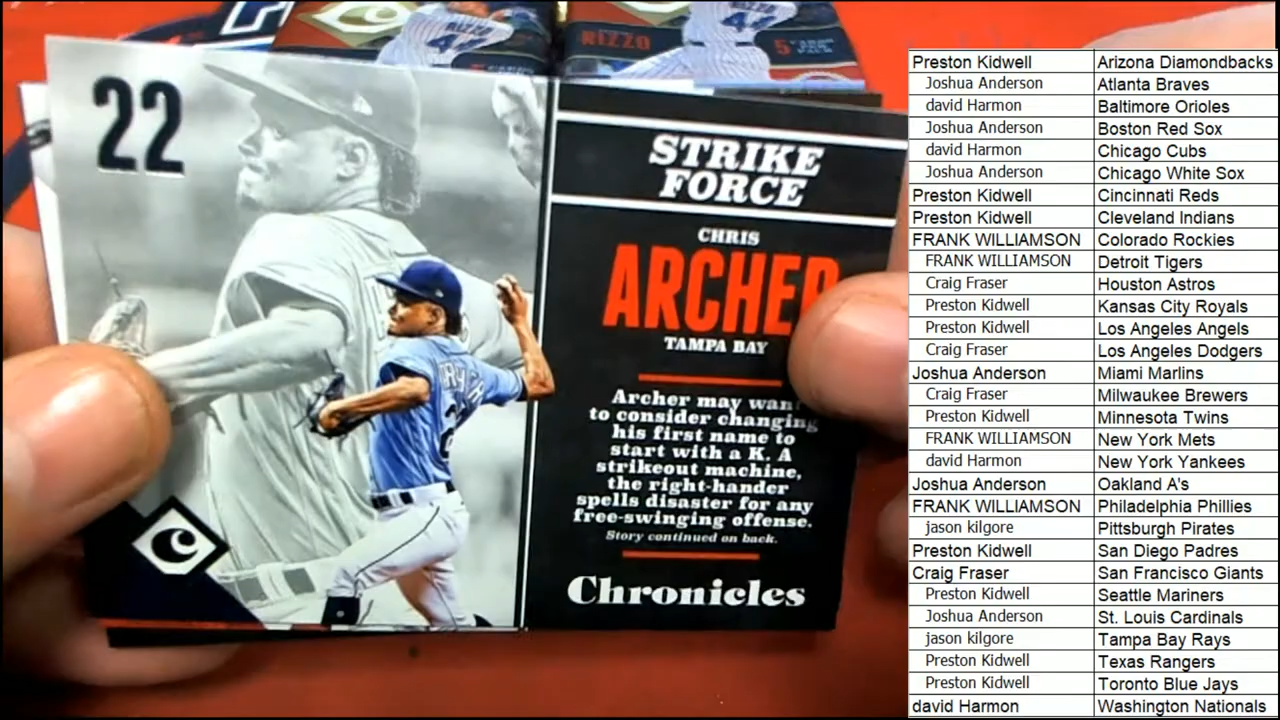 22
STRIKE
FORCE
CHRIS
ARCHER
TAMPA BAY
Archer may want
to consider changing
his first name to
start with a K. A
strikeout machine,
the right-hander
spells disaster for any
free-swinging offense.
Story continued on back.
Chronicles
C
RIZZO
44
44
5
Preston Kidwell Arizona Diamondbacks
Joshua Anderson Atlanta Braves
david Harmon Baltimore Orioles
Joshua Anderson Boston Red Sox
david Harmon Chicago Cubs
Joshua Anderson Chicago White Sox
Preston Kidwell Cincinnati Reds
Preston Kidwell Cleveland Indians
FRANK WILLIAMSON Colorado Rockies
FRANK WILLIAMSON Detroit Tigers
Craig Fraser Houston Astros
Preston Kidwell Kansas City Royals
Preston Kidwell Los Angeles Angels
Craig Fraser Los Angeles Dodgers
Joshua Anderson Miami Marlins
Craig Fraser Milwaukee Brewers
Preston Kidwell Minnesota Twins
FRANK WILLIAMSON New York Mets
david Harmon New York Yankees
Joshua Anderson Oakland A's
FRANK WILLIAMSON Philadelphia Phillies
jason kilgore Pittsburgh Pirates
Preston Kidwell San Diego Padres
Craig Fraser San Francisco Giants
Preston Kidwell Seattle Mariners
Joshua Anderson St. Louis Cardinals
jason kilgore Tampa Bay Rays
Preston Kidwell Texas Rangers
Preston Kidwell Toronto Blue Jays
david Harmon Washington Nationals